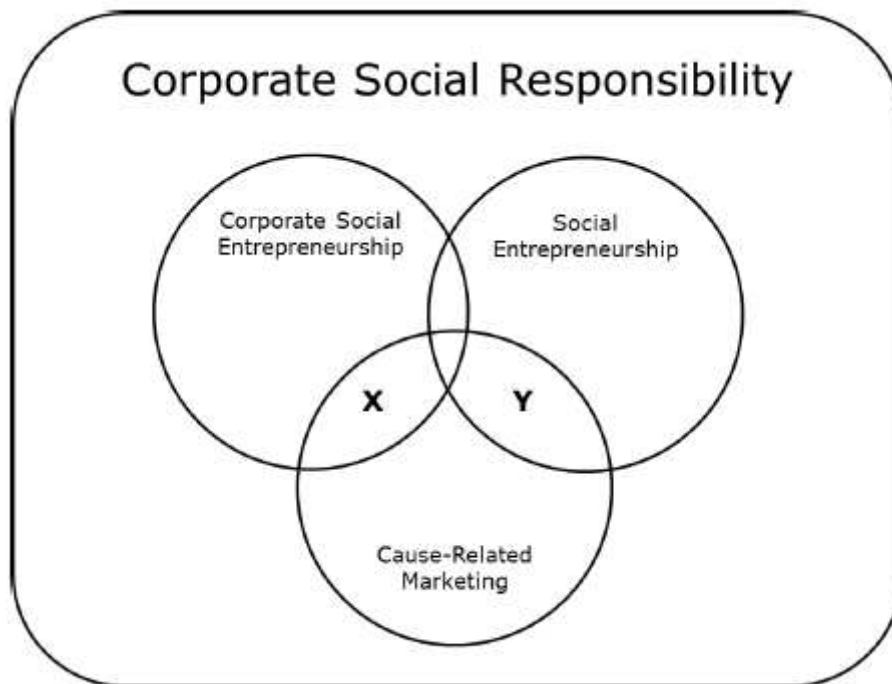 Corporate Social Responsibility
Corporate Social
Entrepreneurship
Social
Entrepreneurship
X
Y
Cause-Related
Marketing